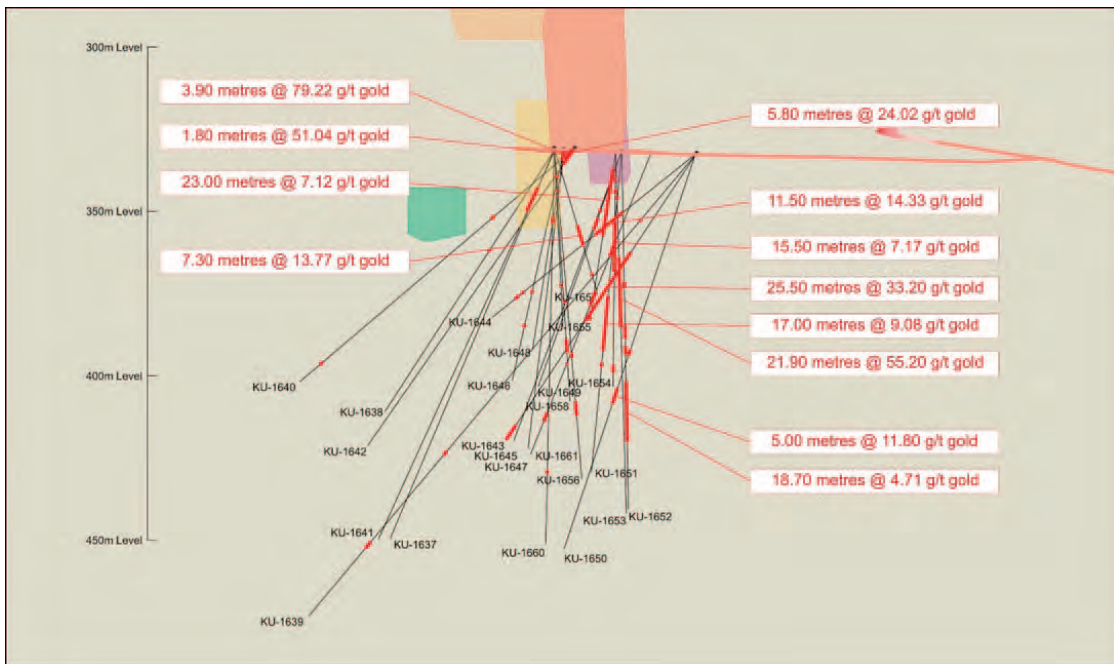 300m Level
3.90 metres @ 79.22 g/t gold
5.80 metres @ 24.02 g/t gold
1.80 metres @ 51.04 g/t gold
23.00 metres @ 7.12 g/t gold
11.50 metres @ 14.33 g/t gold
350m Level
15.50 metres @ 7.17 g/t gold
7.30 metres @ 13.77 g/t gold
25.50 metres @ 33.20 g/t gold
KU-165
KU-1644
KU-1655
17.00 metres @ 9.08 g/t gold
KU-1648
21.90 metres @ 55.20 g/t gold
400m Level
KU-1640
KU-1646
KU-1654
KU-1649
KU-1638
KU-1658
5.00 metres @ 11.80 g/t gold
KU-1642
KU-1643
KU-1645
KU-1661
KU-1647
KU-1651
KU-1656
18.70 metres @ 4.71 g/t gold
KU-1653
KU-1652
450m Level
KU-1641
KU-1637
KU-1660
KU-1650
KU-1639